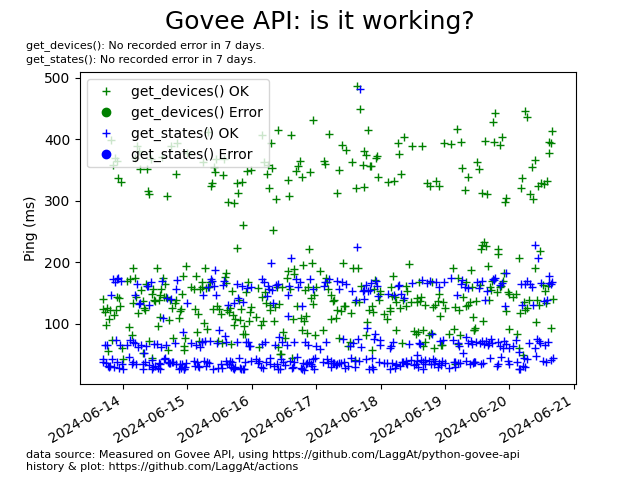 Govee API: is it working?
get_devices(): No recorded error in 7 days.
get_states(): No recorded error in 7 days.
500
400
300
200
100
Ping (ms)
get_devices() OK
get_devices() Error
get_states() OK
get_states() Error
2024-06-14
2024-06-15
2024-06-16
2024-06-17
2024-06-18
2024-06-19
2024-06-20
2024-06-21
data source: Measured on Govee API, using https://github.com/LaggAt/python-govee-api
history & plot: https://github.com/LaggAt/actions